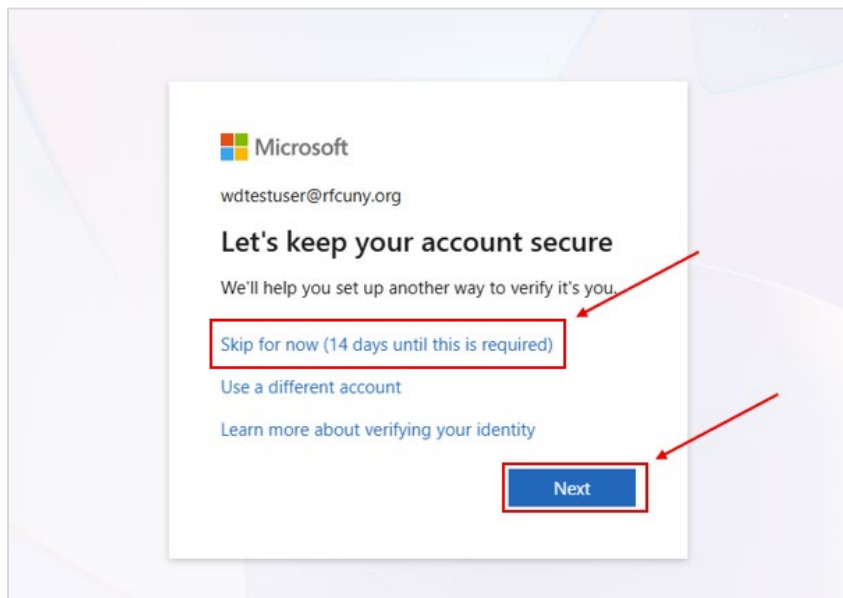 Microsoft
wdtestuser@rfcuny.org
Let's keep your account secure
We'll help you set up another way to verify it's you.
Skip for now (14 days until this is required)
Use a different account
Learn more about verifying your identity
Next